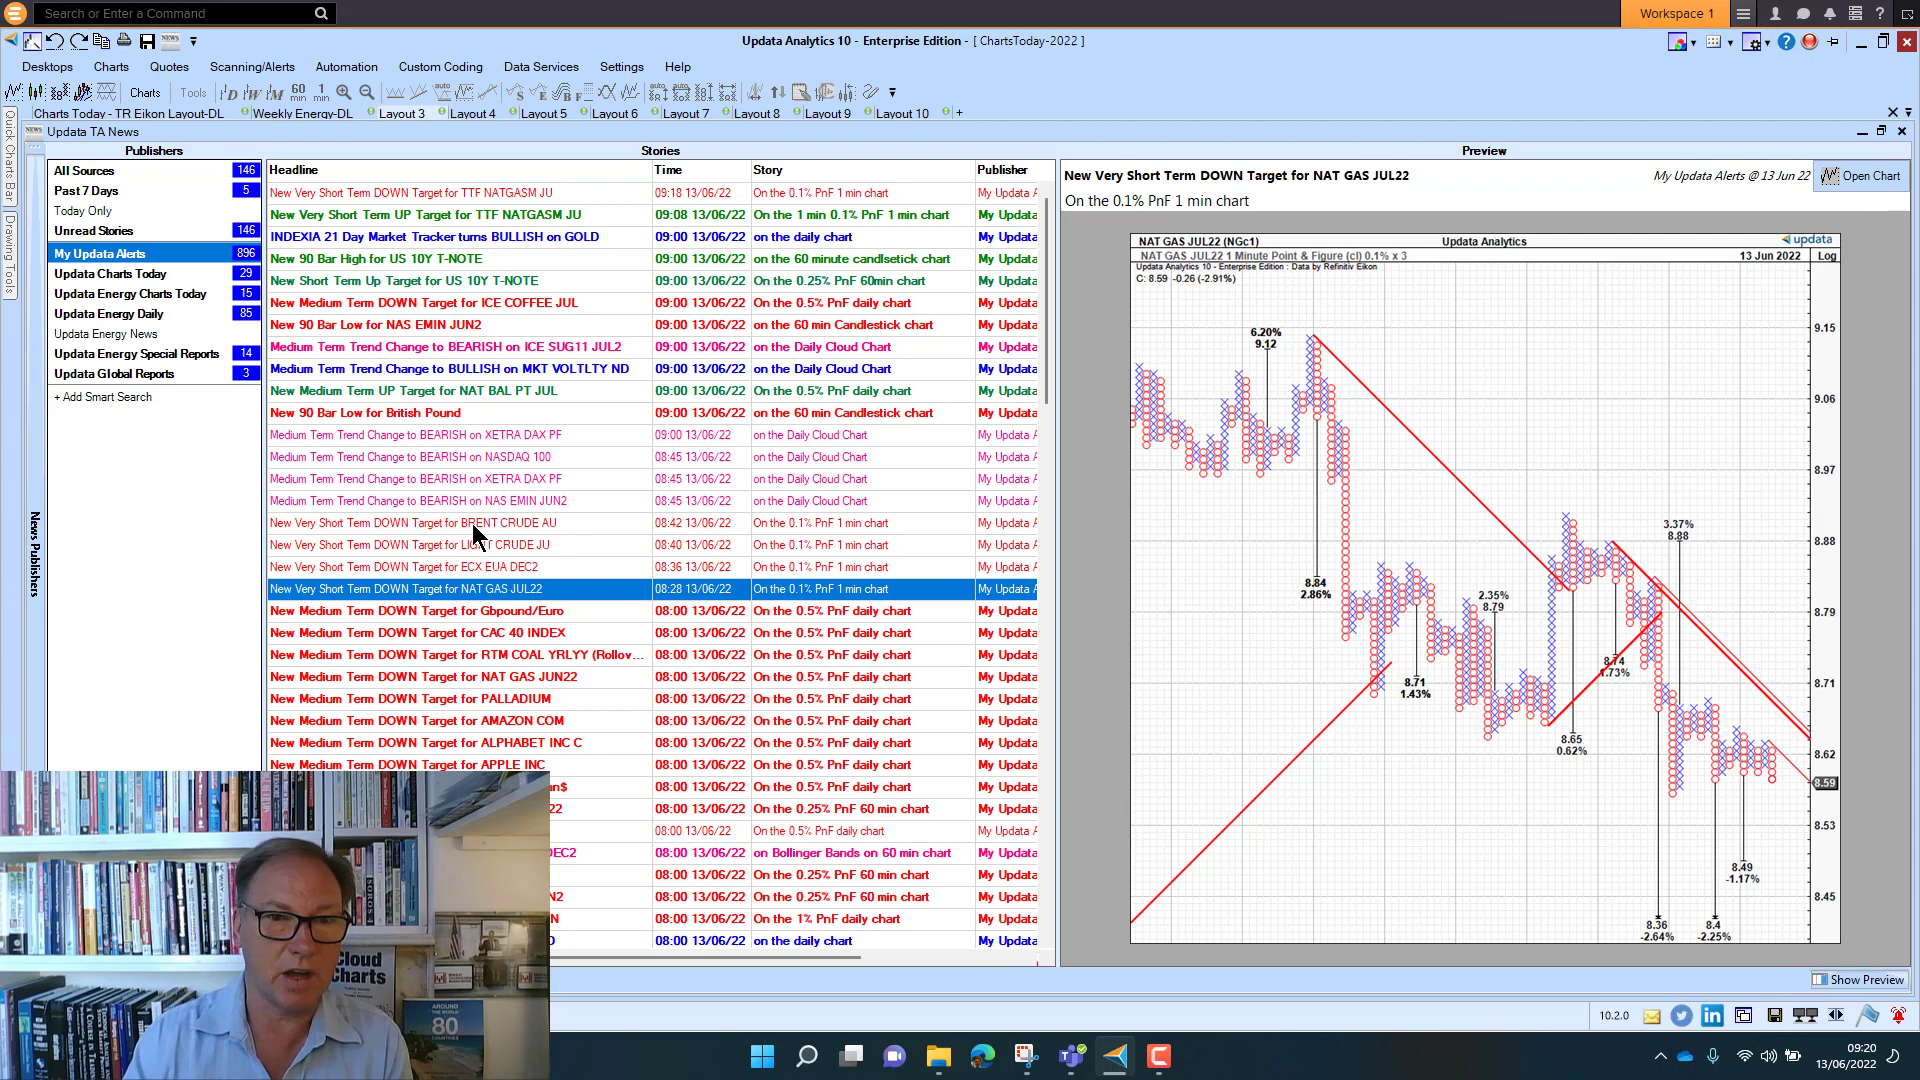 Search or Enter a Command
Workspace 1
Updata Analytics 10 - Enterprise Edition - [ ChartsToday-2022 ]
Desktops Charts Quotes Scanning/Alerts Automation Custom Coding Data Services Settings Help
Charts Tools
Charts Today - TR Eikon Layout-DL Weekly Energy-DL Layout 3 Layout 4 Layout 5 Layout 6 Layout 7 Layout 8 Layout 9 Layout 10 +
Quick Charts Bar
Drawing Tools
News Publishers
Updata TA News
Publishers
All Sources 146
Past 7 Days 5
Today Only
Unread Stories 146
My Updata Alerts 896
Updata Charts Today 29
Updata Energy Charts Today 15
Updata Energy Daily 85
Updata Energy News
Updata Energy Special Reports 14
Updata Global Reports 3
+ Add Smart Search
Stories
Headline Time Story Publisher
New Very Short Term DOWN Target for TTF NATGASM JU 09:18 13/06/22 On the 0.1% PnF 1 min chart My Updata A
New Very Short Term UP Target for TTF NATGASM JU 09:08 13/06/22 On the 1 min 0.1% PnF 1 min chart My Updata
INDEXIA 21 Day Market Tracker turns BULLISH on GOLD 09:00 13/06/22 on the daily chart My Updata
New 90 Bar High for US 10Y T-NOTE 09:00 13/06/22 on the 60 minute candlsetick chart My Updata
New Short Term Up Target for US 10Y T-NOTE 09:00 13/06/22 On the 0.25% PnF 60min chart My Updata
New Medium Term DOWN Target for ICE COFFEE JUL 09:00 13/06/22 On the 0.5% PnF daily chart My Updata
New 90 Bar Low for NAS EMIN JUN2 09:00 13/06/22 on the 60 min Candlestick chart My Updata
Medium Term Trend Change to BEARISH on ICE SUG11 JUL2 09:00 13/06/22 on the Daily Cloud Chart My Updata
Medium Term Trend Change to BULLISH on MKT VOLTLTY ND 09:00 13/06/22 on the Daily Cloud Chart My Updata
New Medium Term UP Target for NAT BAL PT JUL 09:00 13/06/22 On the 0.5% PnF daily chart My Updata
New 90 Bar Low for British Pound 09:00 13/06/22 on the 60 min Candlestick chart My Updata
Medium Term Trend Change to BEARISH on XETRA DAX PF 09:00 13/06/22 on the Daily Cloud Chart My Updata A
Medium Term Trend Change to BEARISH on NASDAQ 100 08:45 13/06/22 on the Daily Cloud Chart My Updata A
Medium Term Trend Change to BEARISH on XETRA DAX PF 08:45 13/06/22 on the Daily Cloud Chart My Updata A
Medium Term Trend Change to BEARISH on NAS EMIN JUN2 08:45 13/06/22 on the Daily Cloud Chart My Updata A
New Very Short Term DOWN Target for BRENT CRUDE AU 08:42 13/06/22 On the 0.1% PnF 1 min chart My Updata A
New Very Short Term DOWN Target for LIGHT CRUDE JU 08:40 13/06/22 On the 0.1% PnF 1 min chart My Updata A
New Very Short Term DOWN Target for ECX EUA DEC2 08:36 13/06/22 On the 0.1% PnF 1 min chart My Updata A
New Very Short Term DOWN Target for NAT GAS JUL22 08:28 13/06/22 On the 0.1% PnF 1 min chart My Updata A
New Medium Term DOWN Target for Gbpound/Euro 08:00 13/06/22 On the 0.5% PnF daily chart My Updata
New Medium Term DOWN Target for CAC 40 INDEX 08:00 13/06/22 On the 0.5% PnF daily chart My Updata
New Medium Term DOWN Target for RTM COAL YRLYY (Rollov... 08:00 13/06/22 On the 0.5% PnF daily chart My Updata
New Medium Term DOWN Target for NAT GAS JUN22 08:00 13/06/22 On the 0.5% PnF daily chart My Updata
New Medium Term DOWN Target for PALLADIUM 08:00 13/06/22 On the 0.5% PnF daily chart My Updata
New Medium Term DOWN Target for AMAZON COM 08:00 13/06/22 On the 0.5% PnF daily chart My Updata
New Medium Term DOWN Target for ALPHABET INC C 08:00 13/06/22 On the 0.5% PnF daily chart My Updata
New Medium Term DOWN Target for APPLE INC 08:00 13/06/22 On the 0.5% PnF daily chart My Updata
an$ 08:00 13/06/22 On the 0.5% PnF daily chart My Updata
22 08:00 13/06/22 On the 0.25% PnF 60 min chart My Updata
08:00 13/06/22 On the 0.5% PnF daily chart My Updata A
DEC2 08:00 13/06/22 on Bollinger Bands on 60 min chart My Updata
08:00 13/06/22 On the 0.25% PnF 60 min chart My Updata
N2 08:00 13/06/22 On the 0.25% PnF 60 min chart My Updata
N 08:00 13/06/22 On the 1% PnF daily chart My Updata
08:00 13/06/22 on the daily chart My Updata
Preview
New Very Short Term DOWN Target for NAT GAS JUL22
My Updata Alerts @ 13 Jun 22
Open Chart
On the 0.1% PnF 1 min chart
NAT GAS JUL22 (NGc1) Updata Analytics updata
NAT GAS JUL22 1 Minute Point & Figure (cl) 0.1% x 3 13 Jun 2022 Log
Updata Analytics 10 - Enterprise Edition : Data by Refinitiv Eikon
C: 8.59 -0.26 (-2.91%)
9.15
6.20%
9.12
9.06
8.97
3.37%
8.88
8.88
8.84
2.86%
2.35%
8.79
8.79
8.74
1.73%
8.71
1.43%
8.71
8.65
0.62%
8.62
8.59
8.53
8.49
-1.17%
8.45
8.36
-2.64%
8.4
-2.25%
Show Preview
10.2.0
Cloud
Charts
SOROS
AROUND
THE WORLD
80
COUNTRIES
09:20
13/06/2022